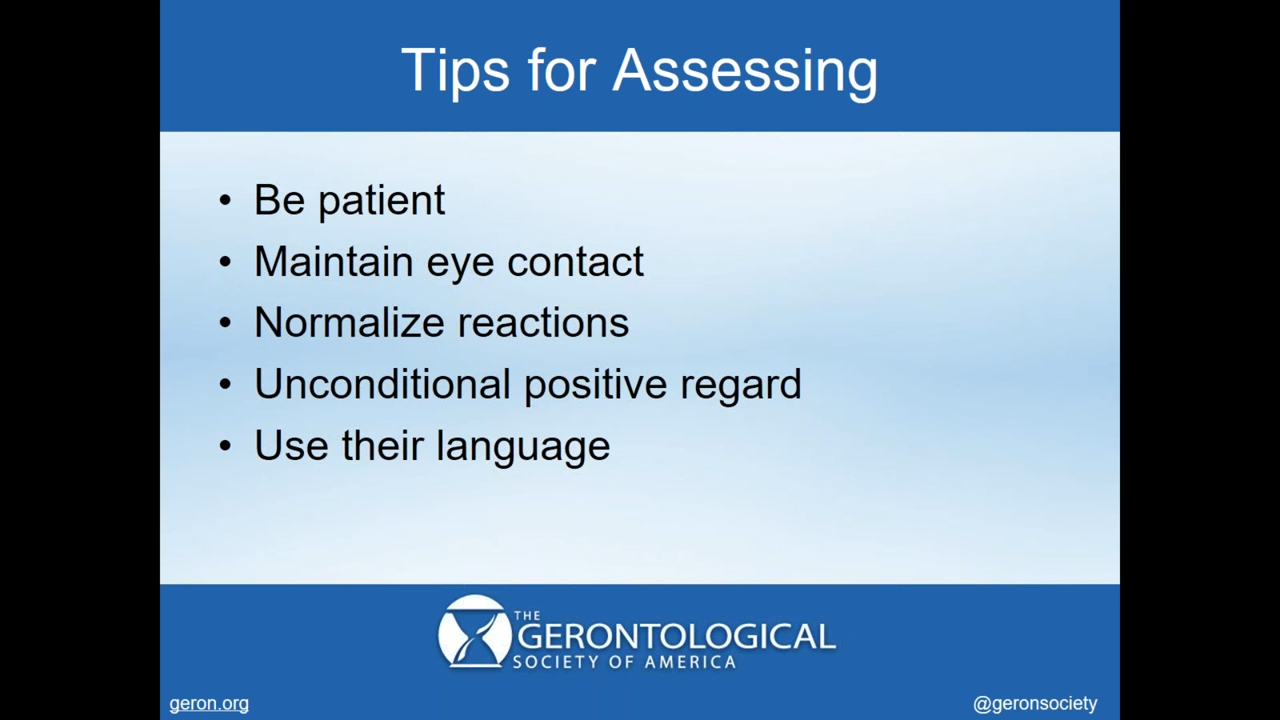 Tips for Assessing
• Be patient
• Maintain eye contact
• Normalize reactions
• Unconditional positive regard
• Use their language
THE
GERONTOLOGICAL
SOCIETY OF AMERICA
geron.org
@geronsociety